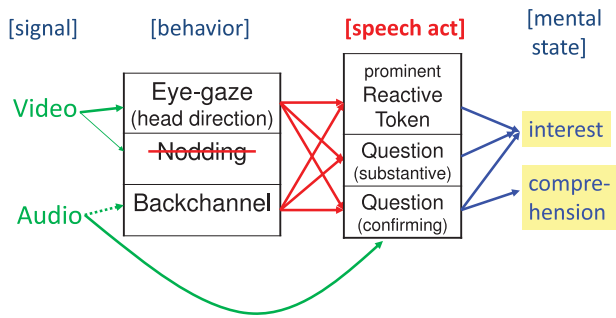 [signal]
[behavior]
[speech act]
[mental
state]
Video
Audio
Eye-gaze
(head direction)
Nodding
Backchannel
prominent
Reactive
Token
Question
(substantive)
Question
(confirming)
interest
compre-
hension